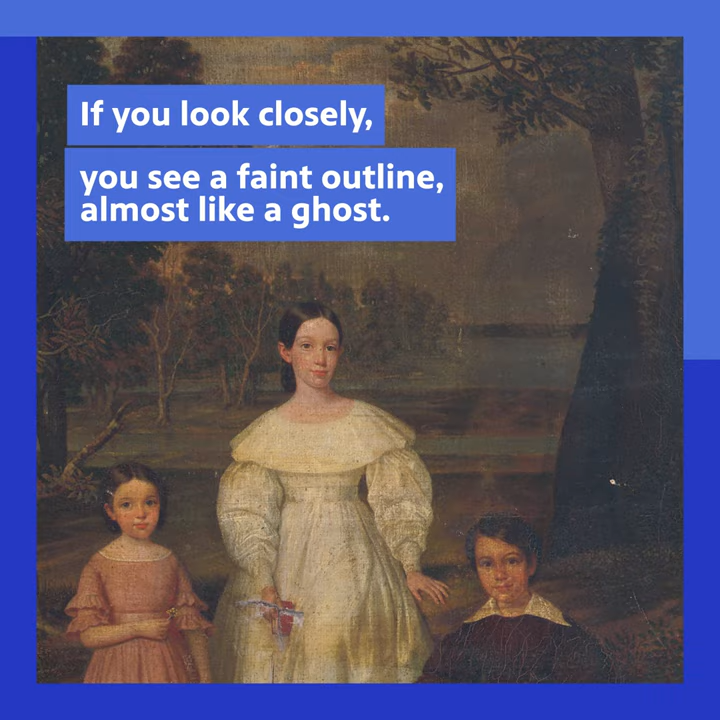 If you look closely,
you see a faint outline,
almost like a ghost.